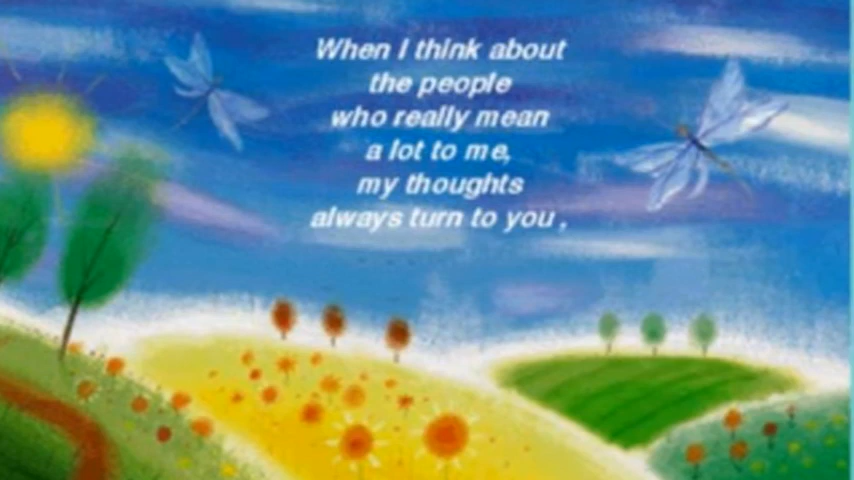 When I think about
the people
who really mean
a lot to me,
my thoughts
always turn to you ,